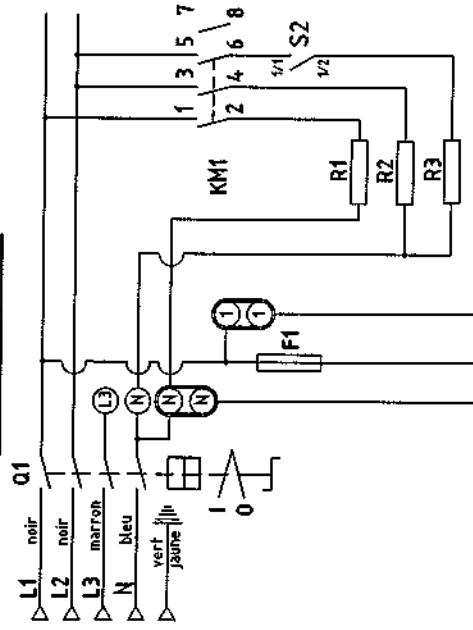 Q1
L1 noir
L2 noir
L3 marron
N bleu
vert
jaune
I
O
L3
N
N
N
1
1
F1
KM1
1 3 5 7
2 4 6 8
1/1
S2
1/2
R1
R2
R3